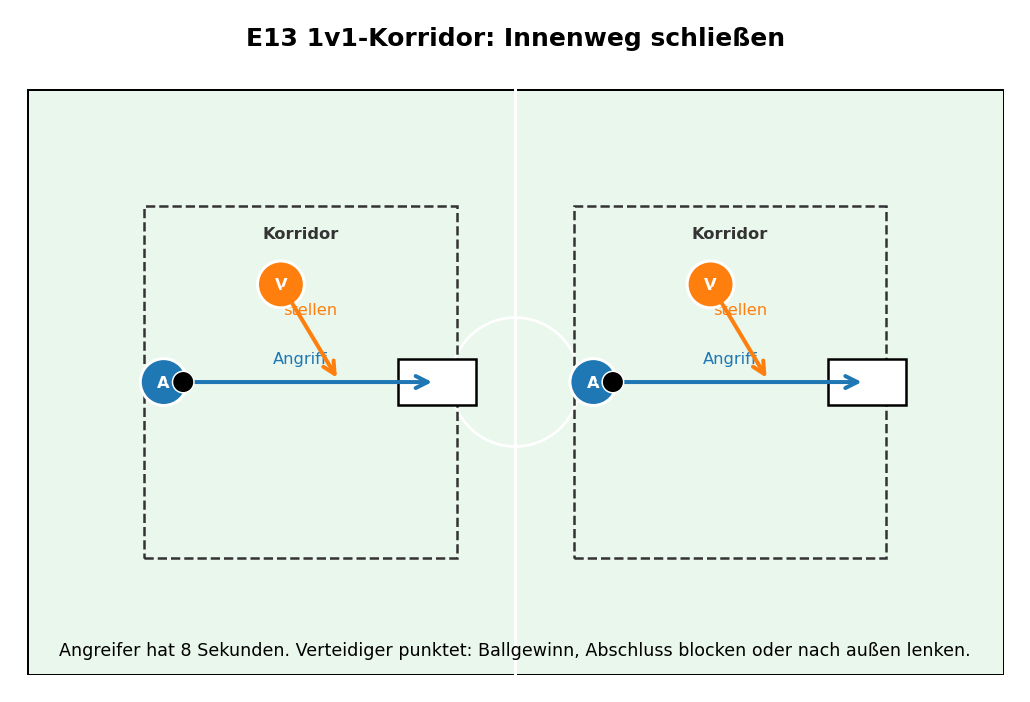 E13 1v1-Korridor: Innenweg schließen
Korridor
Korridor
V
V
stellen
stellen
Angriff
Angriff
A
A
Angreifer hat 8 Sekunden. Verteidiger punktet: Ballgewinn, Abschluss blocken oder nach außen lenken.